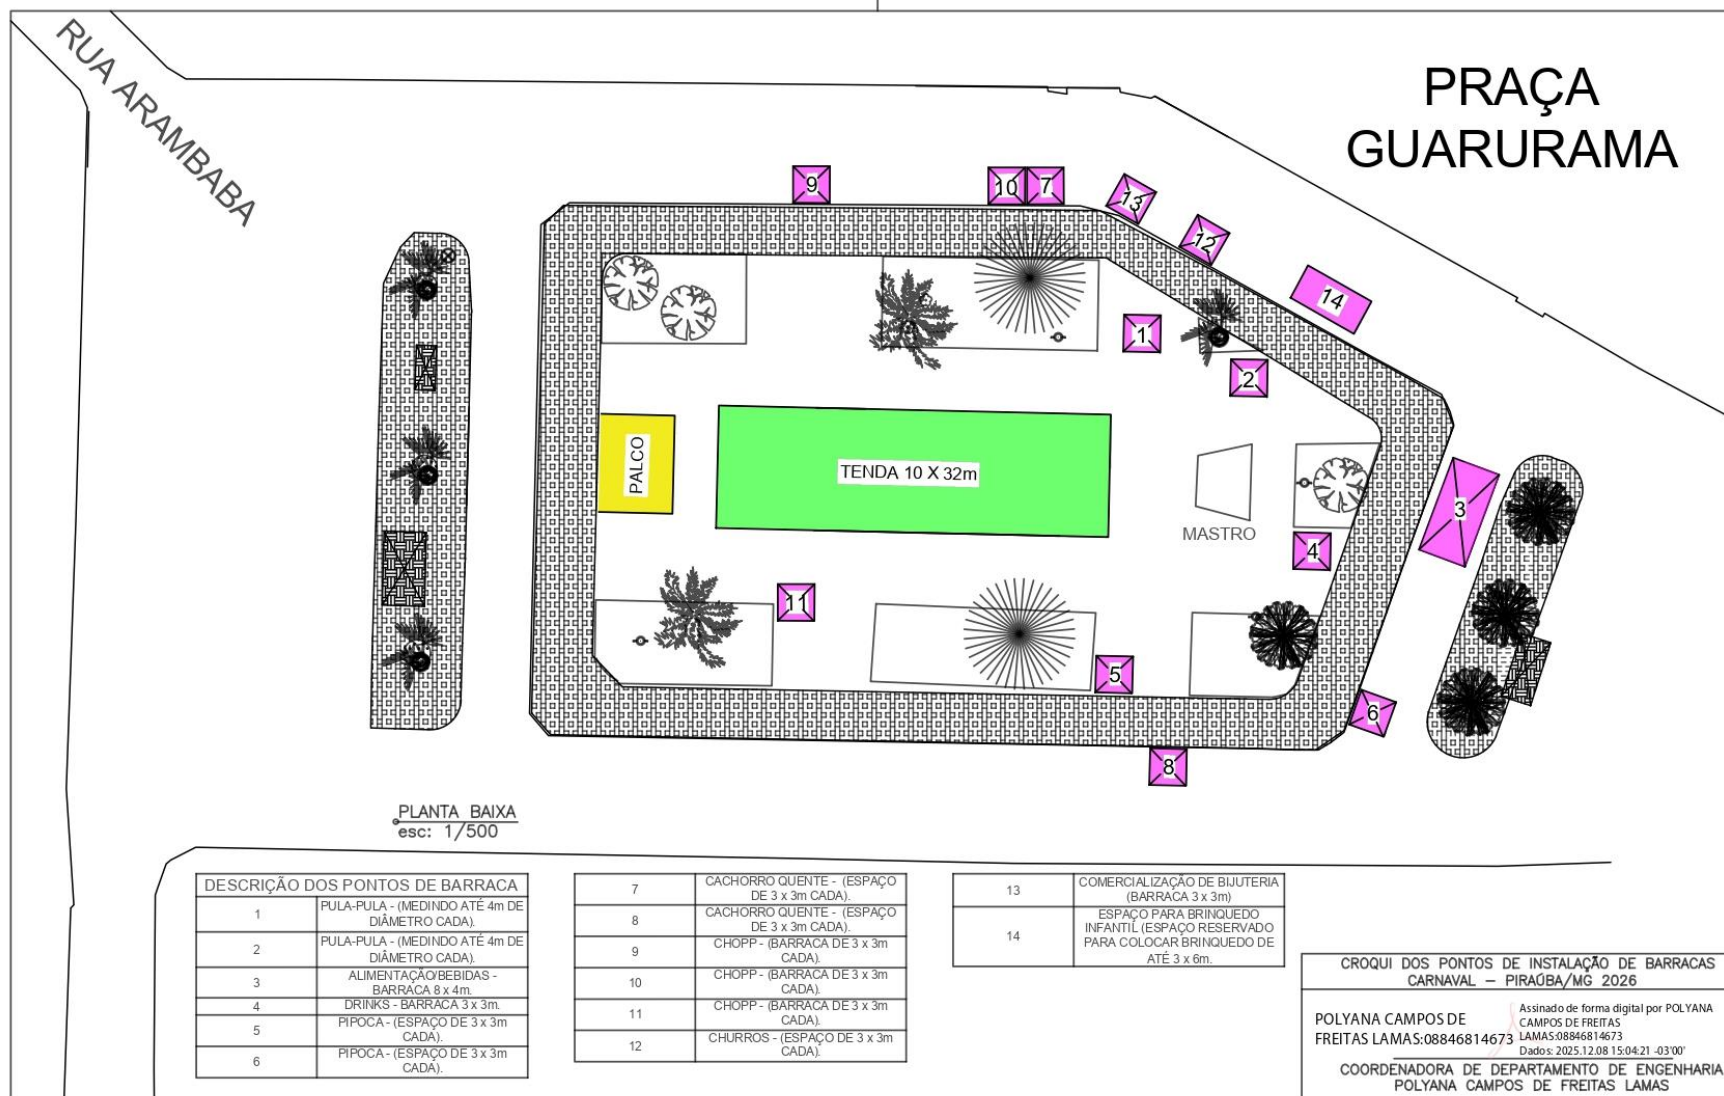 RUA ARAMBABA
PRAÇA
GUARURAMA
9
10
7
13
12
14
1
2
PALCO
TENDA 10 X 32m
MASTRO
3
4
11
5
6
8
PLANTA BAIXA
esc: 1/500
DESCRIÇÃO DOS PONTOS DE BARRACA
1
PULA-PULA - (MEDINDO ATÉ 4m DE
DIÂMETRO CADA).
2
PULA-PULA - (MEDINDO ATÉ 4m DE
DIÂMETRO CADA).
3
ALIMENTAÇÃO/BEBIDAS -
BARRACA 8 x 4m.
4
DRINKS - BARRACA 3 x 3m.
5
PIPOCA - (ESPAÇO DE 3 x 3m
CADA).
6
PIPOCA - (ESPAÇO DE 3 x 3m
CADA).
7
CACHORRO QUENTE - (ESPAÇO
DE 3 x 3m CADA).
8
CACHORRO QUENTE - (ESPAÇO
DE 3 x 3m CADA).
9
CHOPP - (BARRACA DE 3 x 3m
CADA).
10
CHOPP - (BARRACA DE 3 x 3m
CADA).
11
CHOPP - (BARRACA DE 3 x 3m
CADA).
12
CHURROS - (ESPAÇO DE 3 x 3m
CADA).
13
COMERCIALIZAÇÃO DE BIJUTERIA
(BARRACA 3 x 3m)
14
ESPAÇO PARA BRINQUEDO
INFANTIL (ESPAÇO RESERVADO
PARA COLOCAR BRINQUEDO DE
ATÉ 3 x 6m.
CROQUI DOS PONTOS DE INSTALAÇÃO DE BARRACAS
CARNAVAL – PIRAÚBA/MG 2026
POLYANA CAMPOS DE
FREITAS LAMAS:08846814673
Assinado de forma digital por POLYANA
CAMPOS DE FREITAS
LAMAS:08846814673
Dados: 2025.12.08 15:04:21 -03'00'
COORDENADORA DE DEPARTAMENTO DE ENGENHARIA
POLYANA CAMPOS DE FREITAS LAMAS